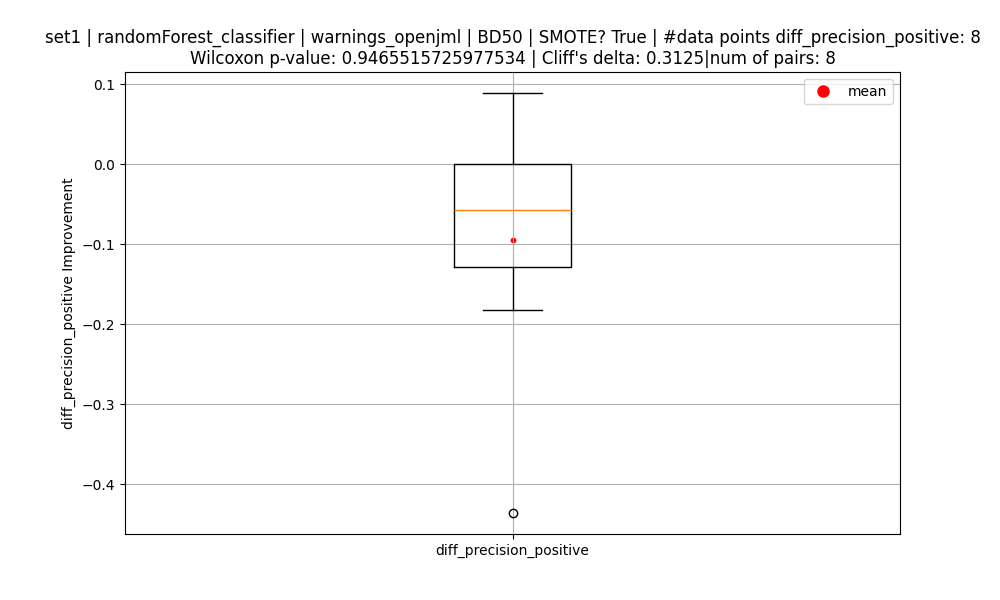 set1 | randomForest_classifier | warnings_openjml | BD50 | SMOTE? True | #data points diff_precision_positive: 8
Wilcoxon p-value: 0.9465515725977534 | Cliff's delta: 0.3125|num of pairs: 8
mean
0.1
0.0
−0.1
−0.2
−0.3
−0.4
diff_precision_positive Improvement
diff_precision_positive